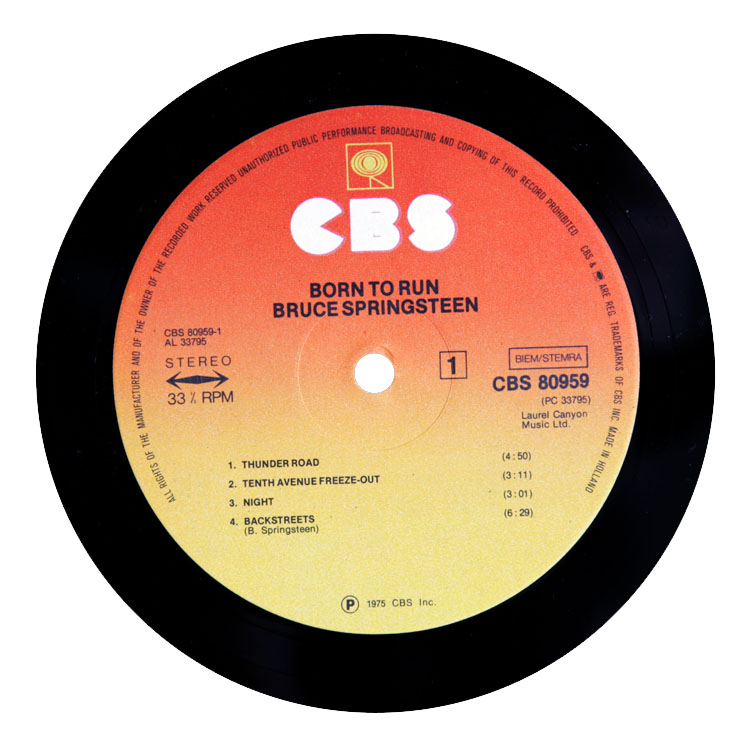 ALL RIGHTS OF THE MANUFACTURER AND OF THE OWNER OF THE RECORDED WORK RESERVED UNAUTHORIZED PUBLIC PERFORMANCE BROADCASTING AND COPYING OF THIS RECORD PROHIBITED
CBS & ARE REG. TRADEMARKS OF CBS INC. MADE IN HOLLAND
CBS
BORN TO RUN
BRUCE SPRINGSTEEN
CBS 80959-1
AL 33795
STEREO
33 ⅓ RPM
1
BIEM/STEMRA
CBS 80959
(PC 33795)
Laurel Canyon
Music Ltd.
1. THUNDER ROAD (4:50)
2. TENTH AVENUE FREEZE-OUT (3:11)
3. NIGHT (3:01)
4. BACKSTREETS (6:29)
(B. Springsteen)
Ⓟ 1975 CBS Inc.